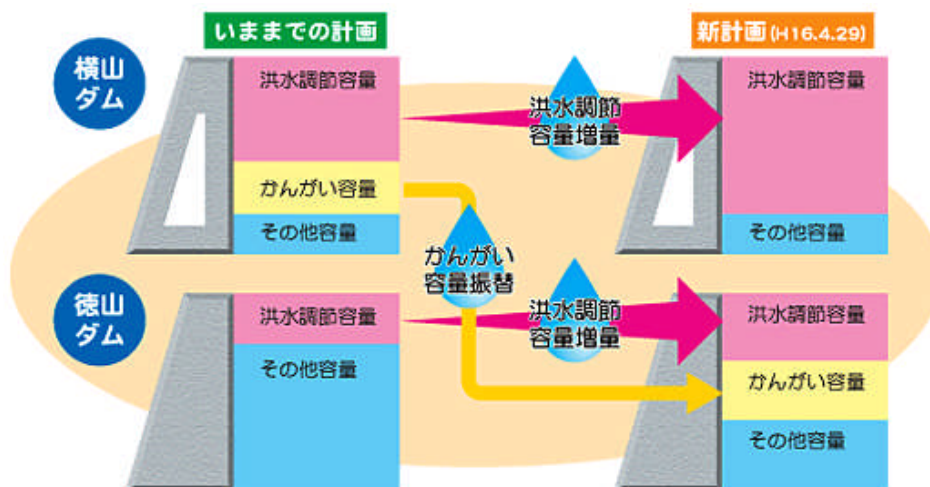 いままでの計画
新計画(H16.4.29)
横山
ダム
洪水調節容量
かんがい容量
その他容量
洪水調節
容量増量
洪水調節容量
その他容量
かんがい
容量振替
徳山
ダム
洪水調節容量
その他容量
洪水調節
容量増量
洪水調節容量
かんがい容量
その他容量